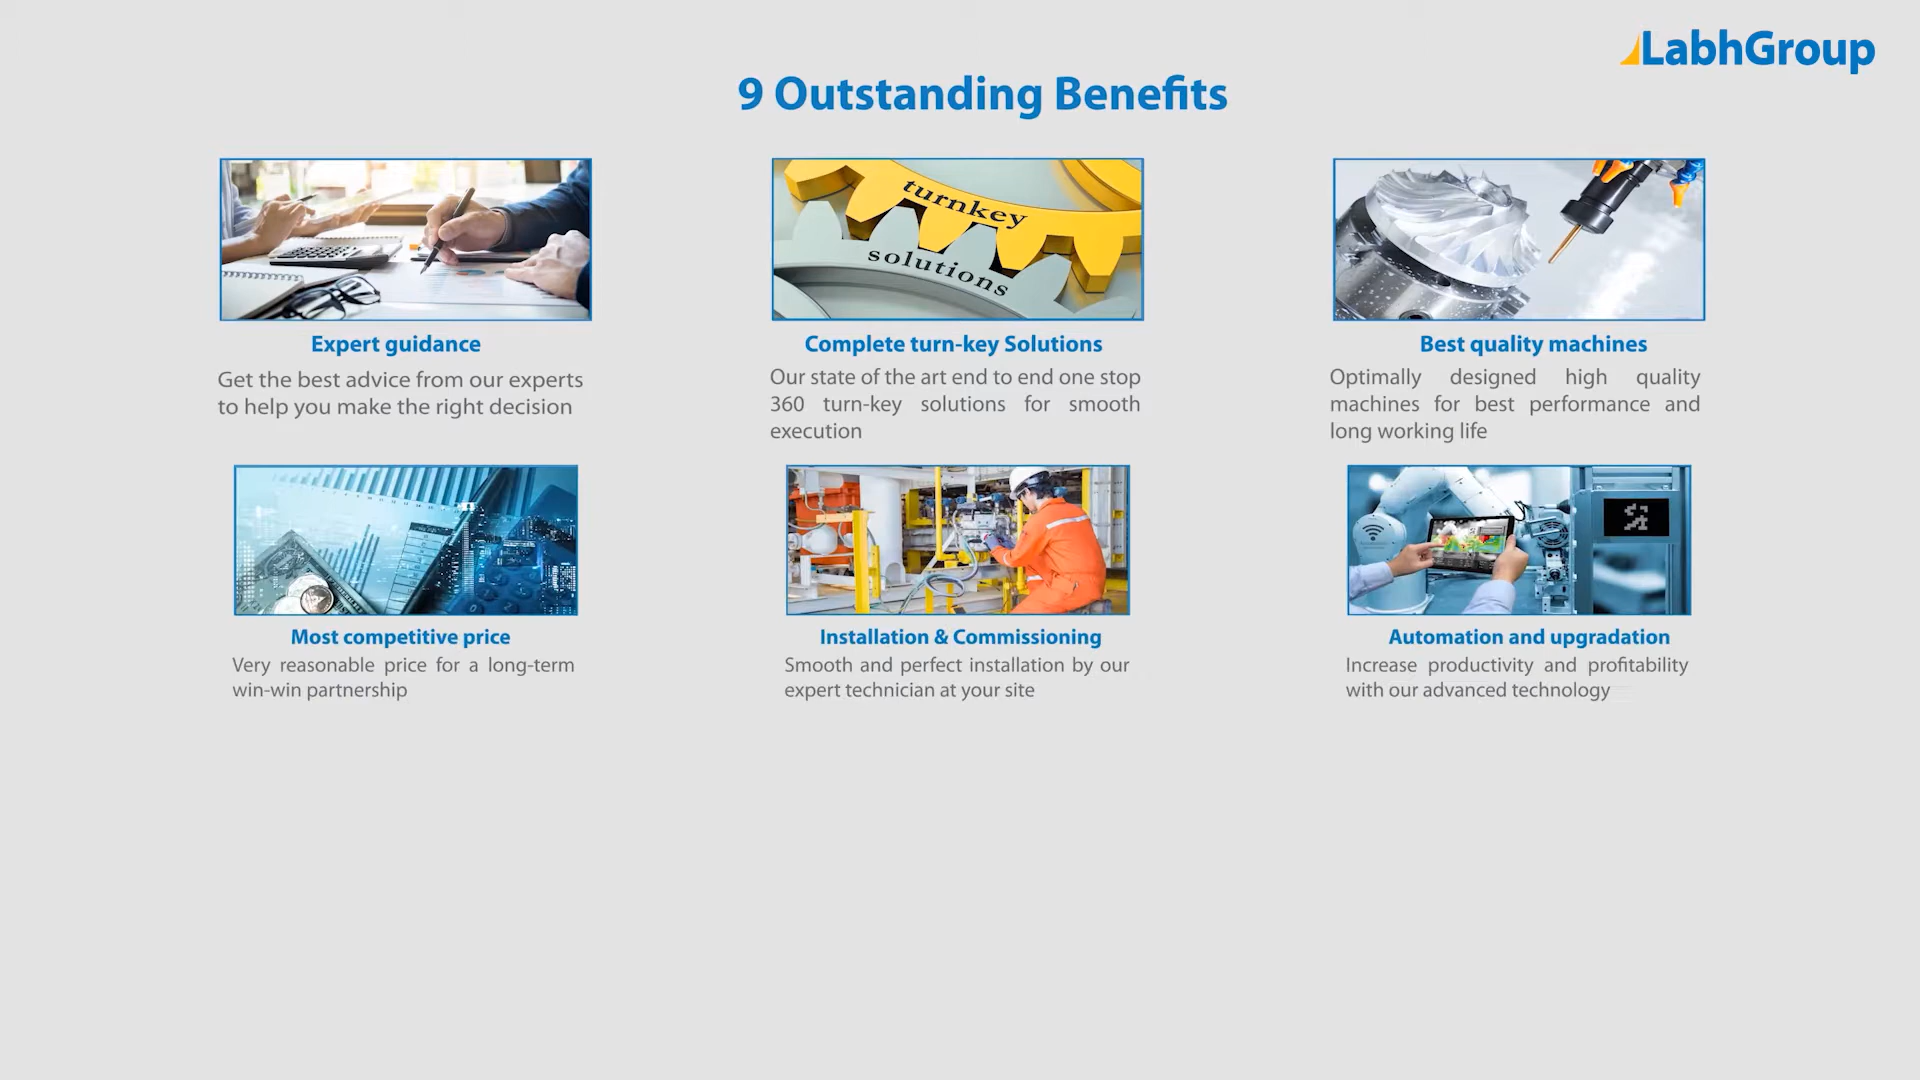 LabhGroup
9 Outstanding Benefits
turnkey
solutions
Expert guidance
Get the best advice from our experts
to help you make the right decision
Complete turn-key Solutions
Our state of the art end to end one stop
360 turn-key solutions for smooth
execution
Best quality machines
Optimally designed high quality
machines for best performance and
long working life
Most competitive price
Very reasonable price for a long-term
win-win partnership
Installation & Commissioning
Smooth and perfect installation by our
expert technician at your site
Automation and upgradation
Increase productivity and profitability
with our advanced technology